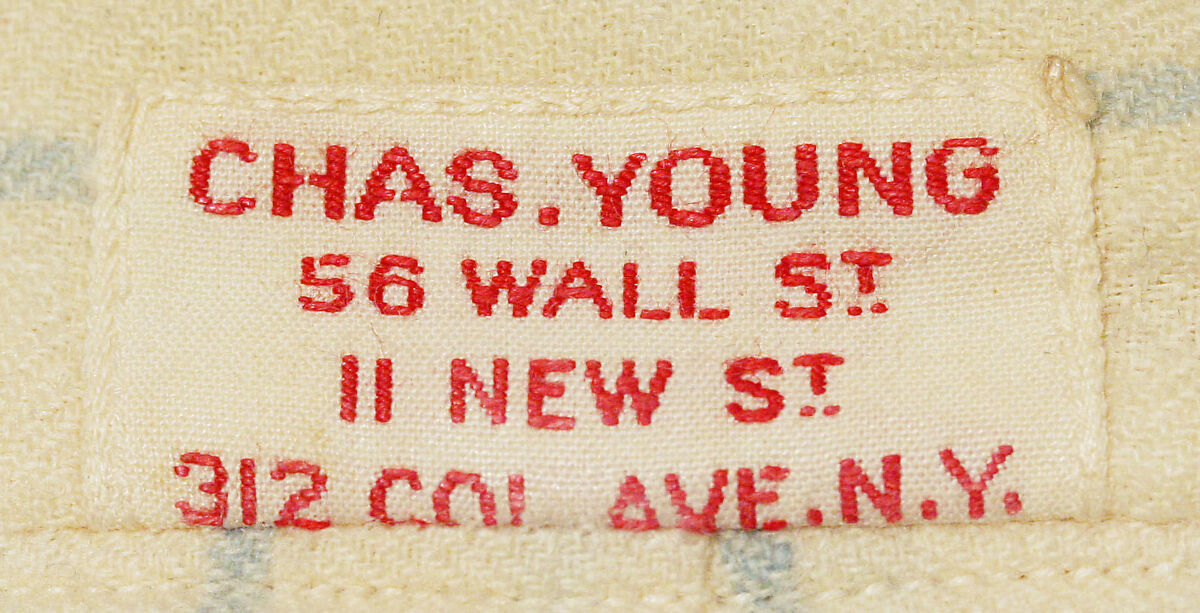 CHAS. YOUNG
56 WALL ST.
11 NEW ST.
312 COL AVE. N.Y.